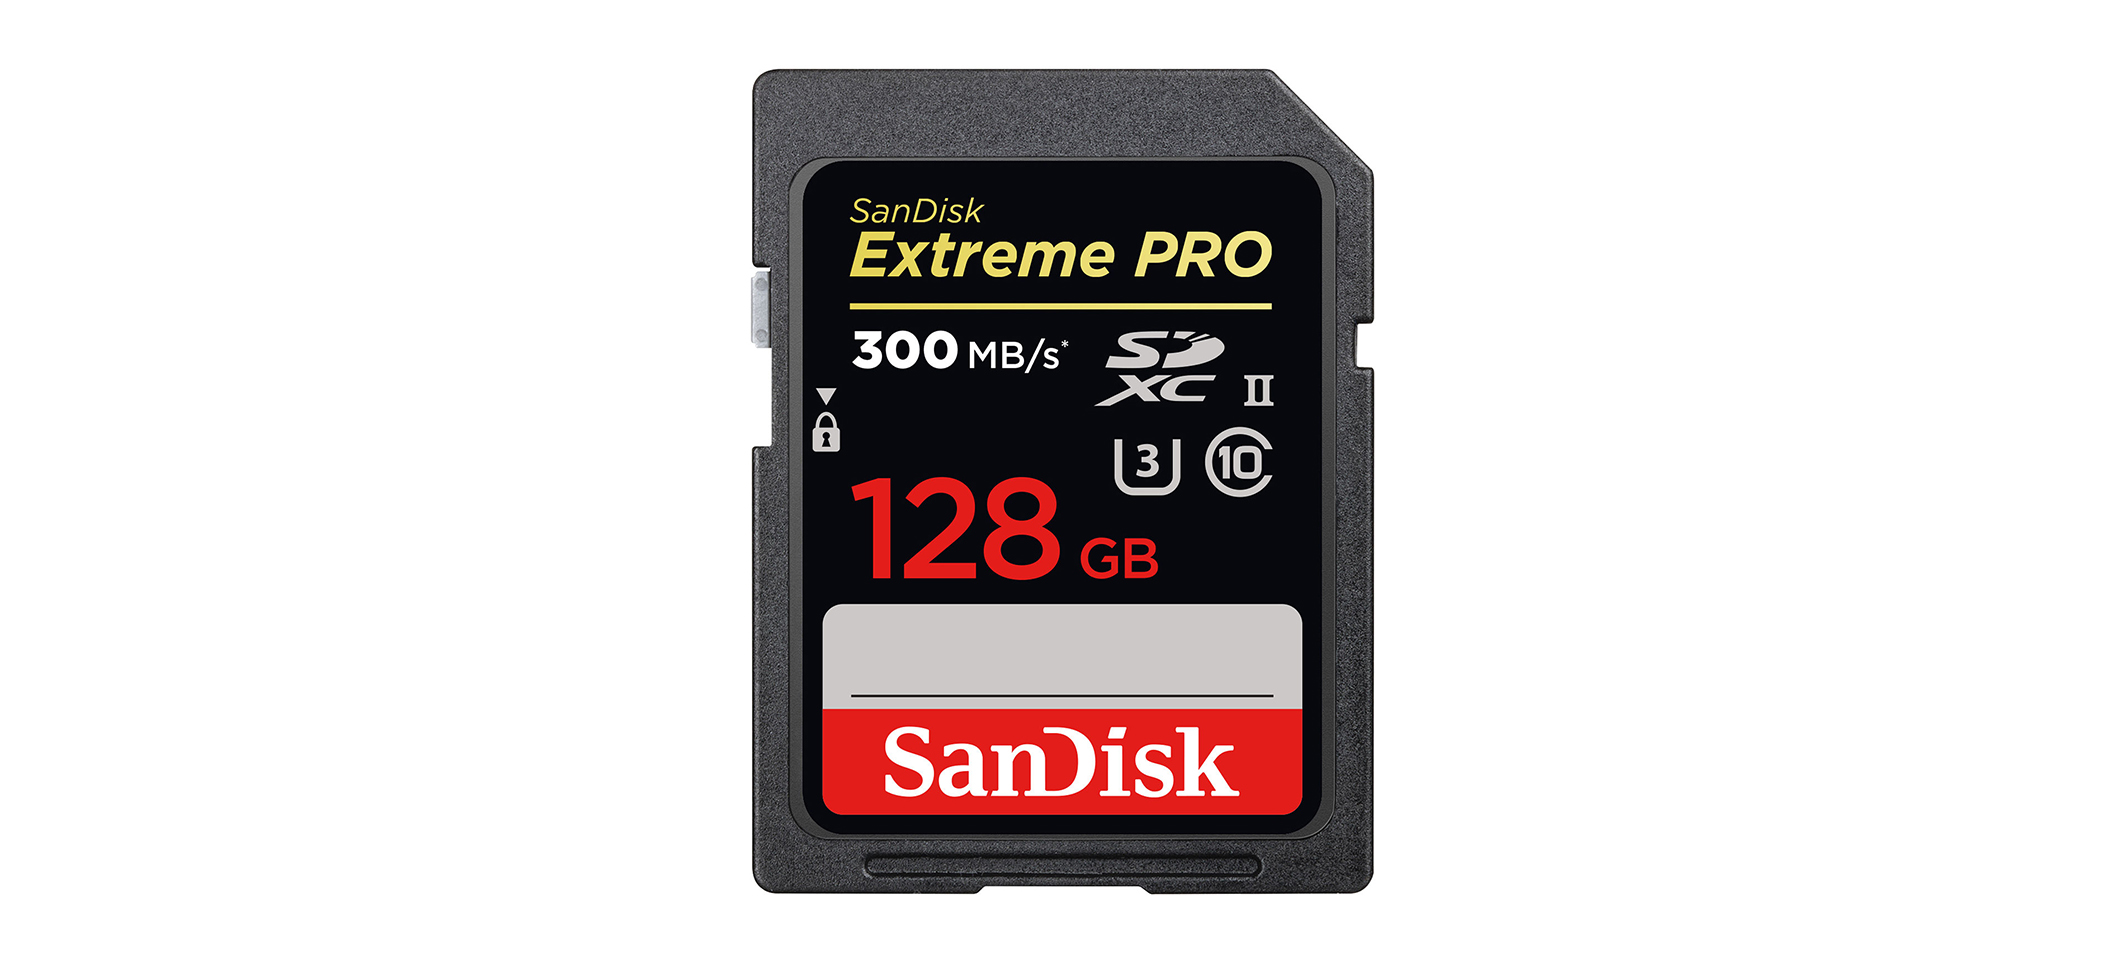 SanDisk
Extreme PRO
300 MB/s*
SD
XC II
3 10
128 GB
SanDisk